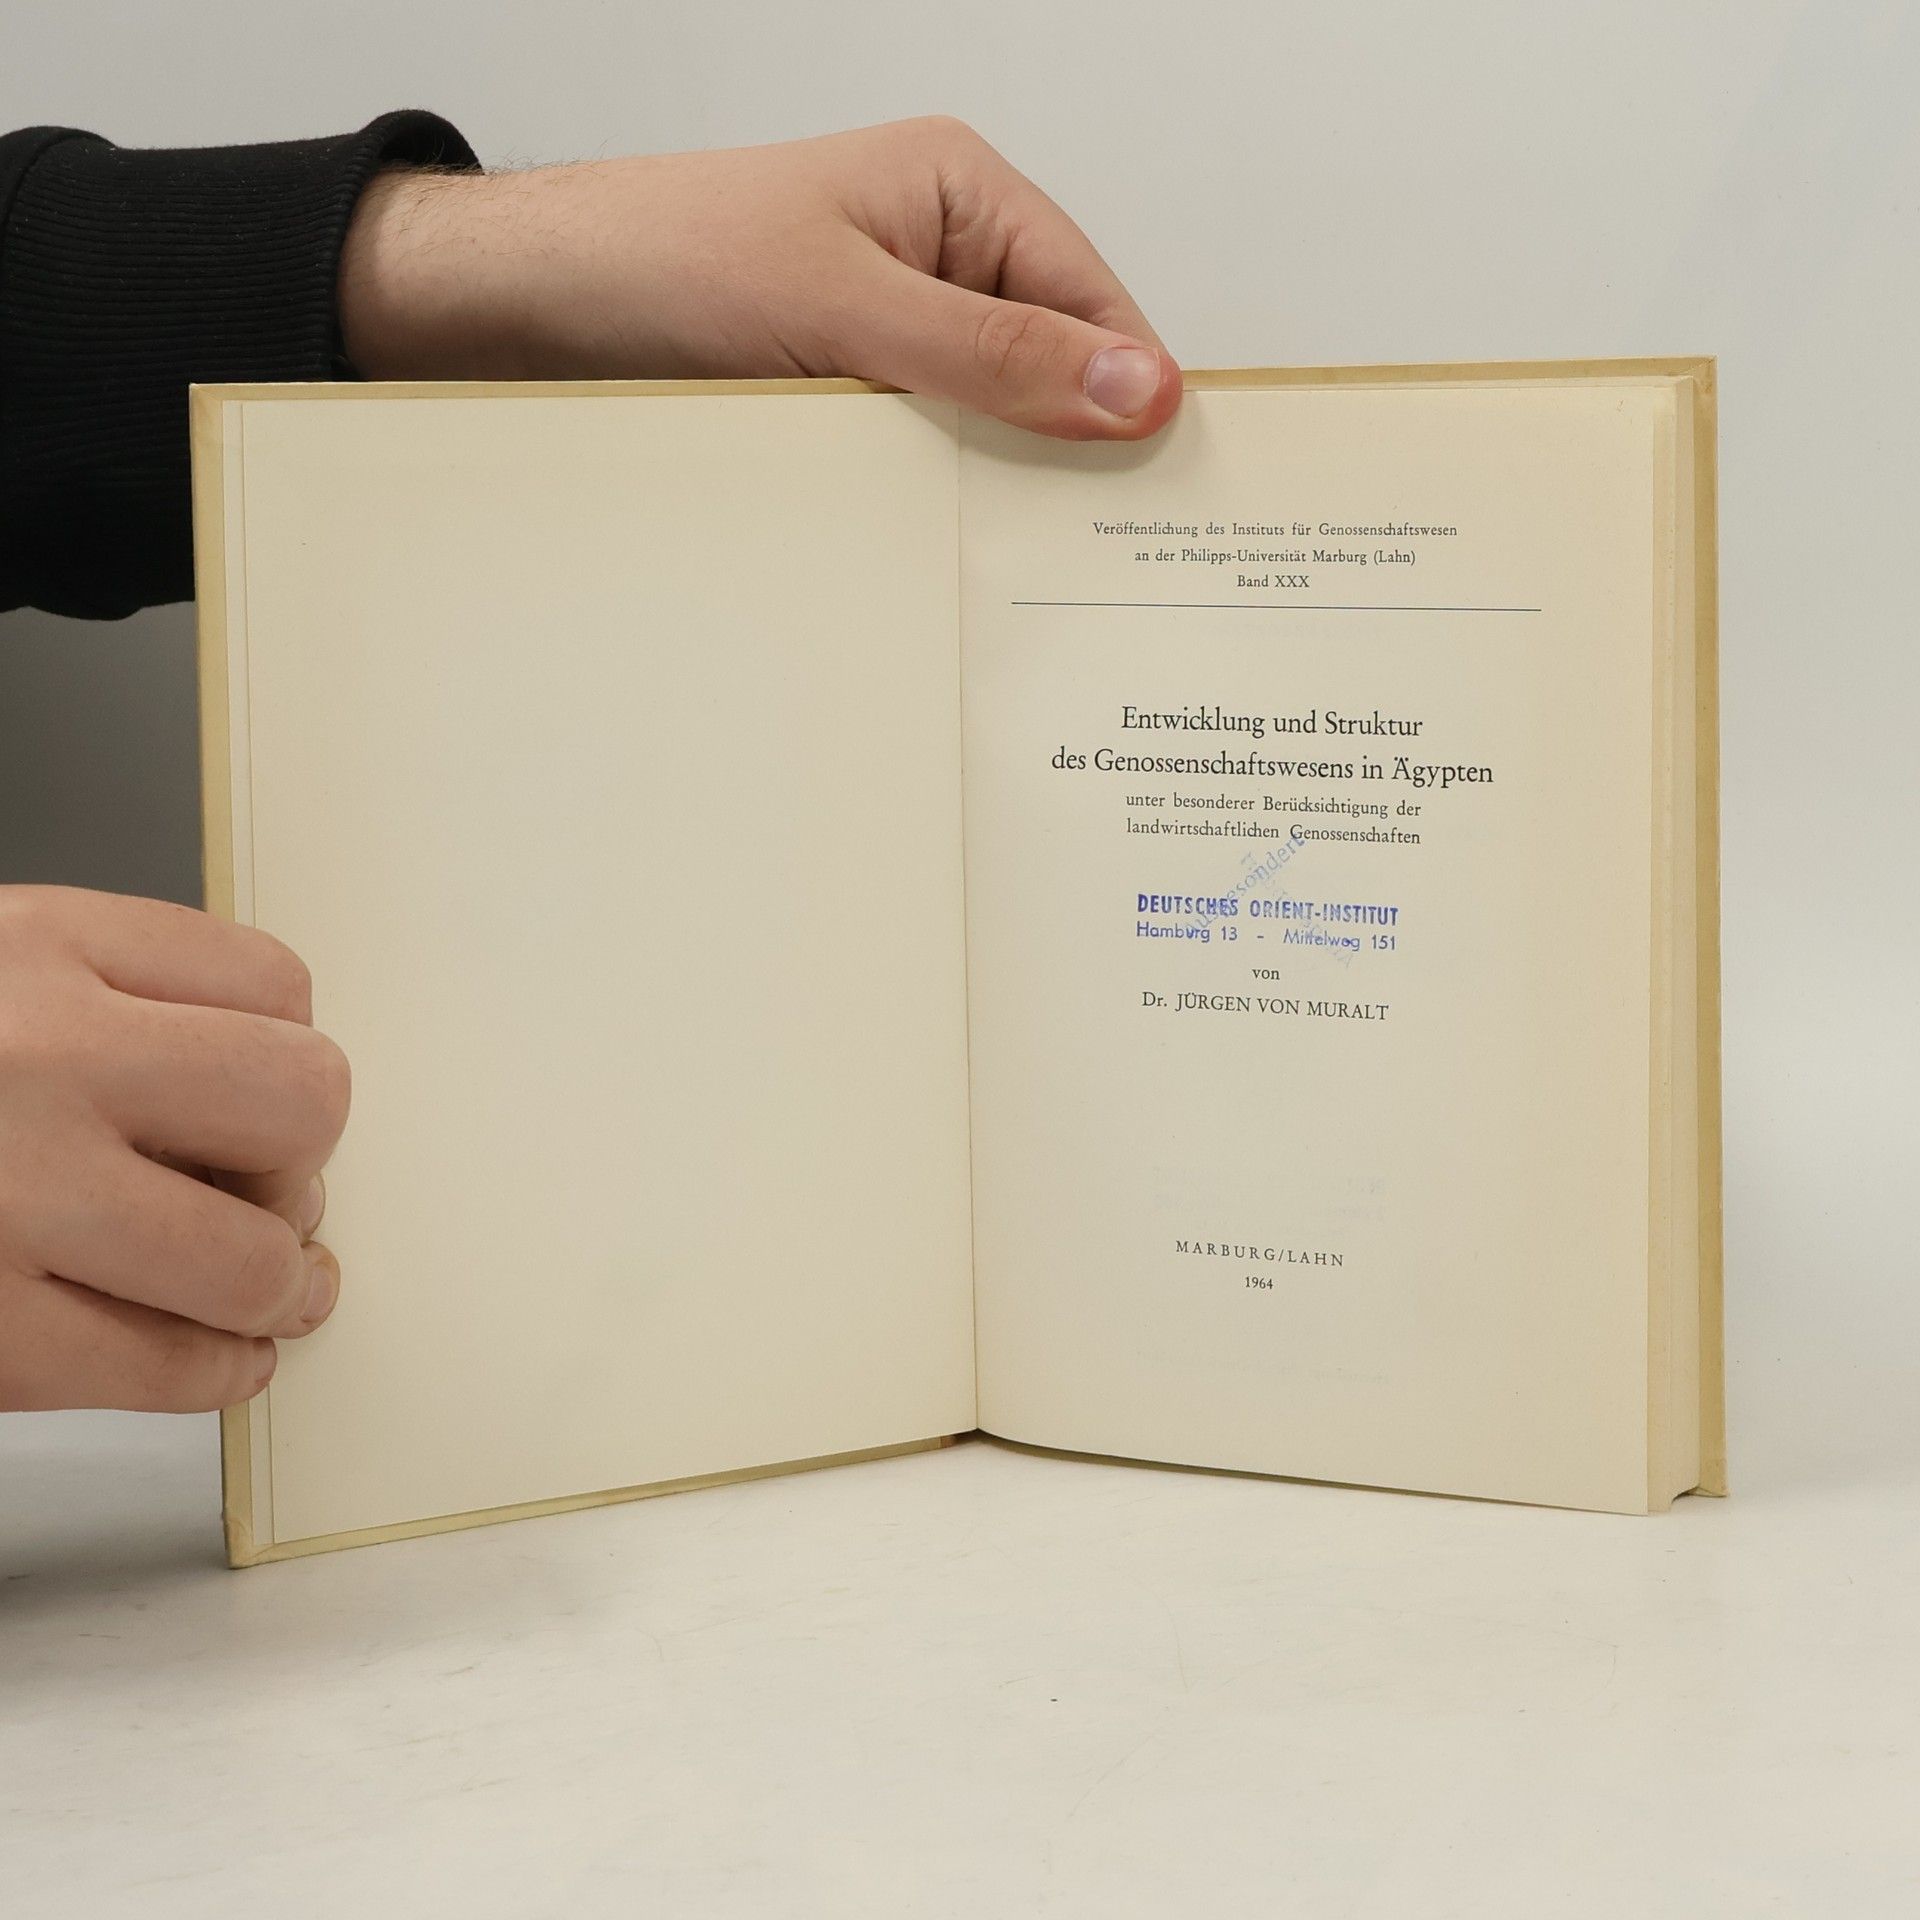 Veröffentlichung des Instituts für Genossenschaftswesen
an der Philipps-Universität Marburg (Lahn)
Band XXX
Entwicklung und Struktur
des Genossenschaftswesens in Ägypten
unter besonderer Berücksichtigung der
landwirtschaftlichen Genossenschaften
Ausgesondert
DEUTSCHES ORIENT-INSTITUT
Hamburg 13 - Mittelweg 151
von
Dr. JÜRGEN VON MURALT
MARBURG/LAHN
1964